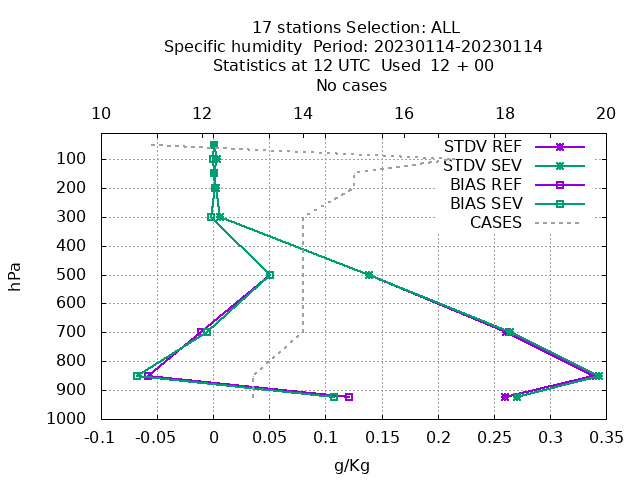 17 stations Selection: ALL
Specific humidity  Period: 20230114-20230114
Statistics at 12 UTC  Used  12 + 00
No cases
10 12 14 16 18 20
STDV REF
STDV SEV
BIAS REF
BIAS SEV
CASES
100
200
300
400
500
600
700
800
900
1000
hPa
-0.1 -0.05 0 0.05 0.1 0.15 0.2 0.25 0.3 0.35
g/Kg